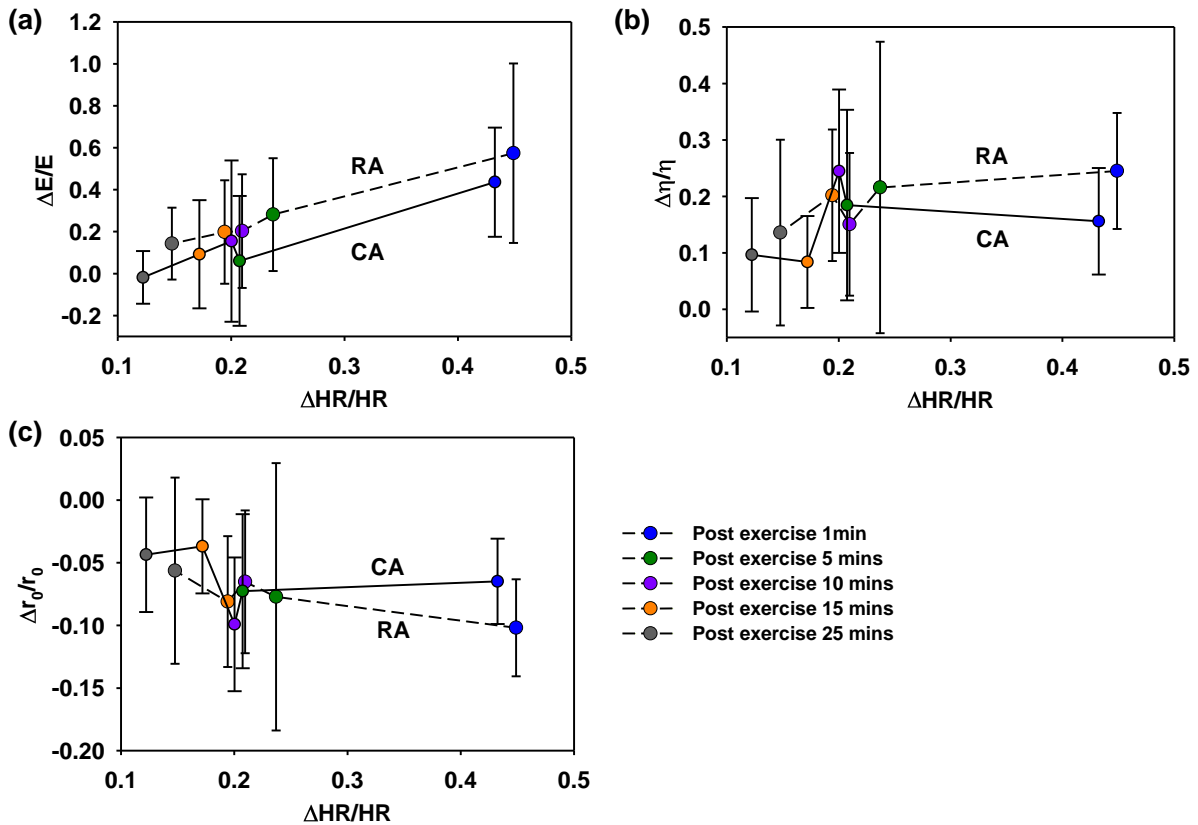 (a)
1.2
1.0
0.8
0.6
0.4
0.2
0.0
-0.2
ΔE/E
RA
CA
0.1 0.2 0.3 0.4 0.5
ΔHR/HR
(b)
0.5
0.4
0.3
0.2
0.1
0.0
Δη/η
RA
CA
0.1 0.2 0.3 0.4 0.5
ΔHR/HR
(c)
0.05
0.00
-0.05
-0.10
-0.15
-0.20
Δr0/r0
CA
RA
0.1 0.2 0.3 0.4 0.5
ΔHR/HR
Post exercise 1min
Post exercise 5 mins
Post exercise 10 mins
Post exercise 15 mins
Post exercise 25 mins